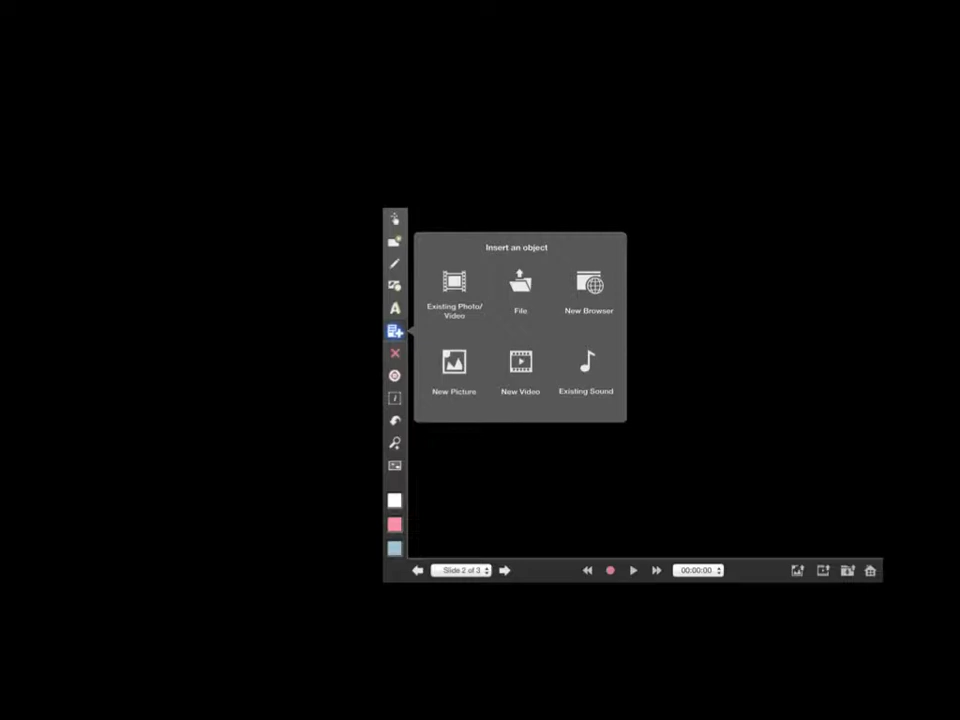 Insert an object
Existing Photo/
Video
File
New Browser
New Picture
New Video
Existing Sound
A
i
Slide 2 of 3
00:00:00